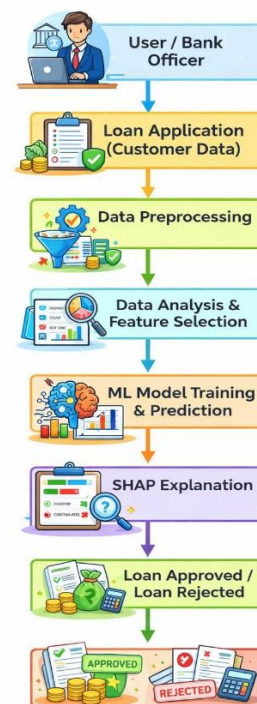 User / Bank
Officer
Loan Application
(Customer Data)
Data Preprocessing
Data Analysis &
Feature Selection
ML Model Training
& Prediction
SHAP Explanation
Loan Approved /
Loan Rejected
APPROVED
REJECTED